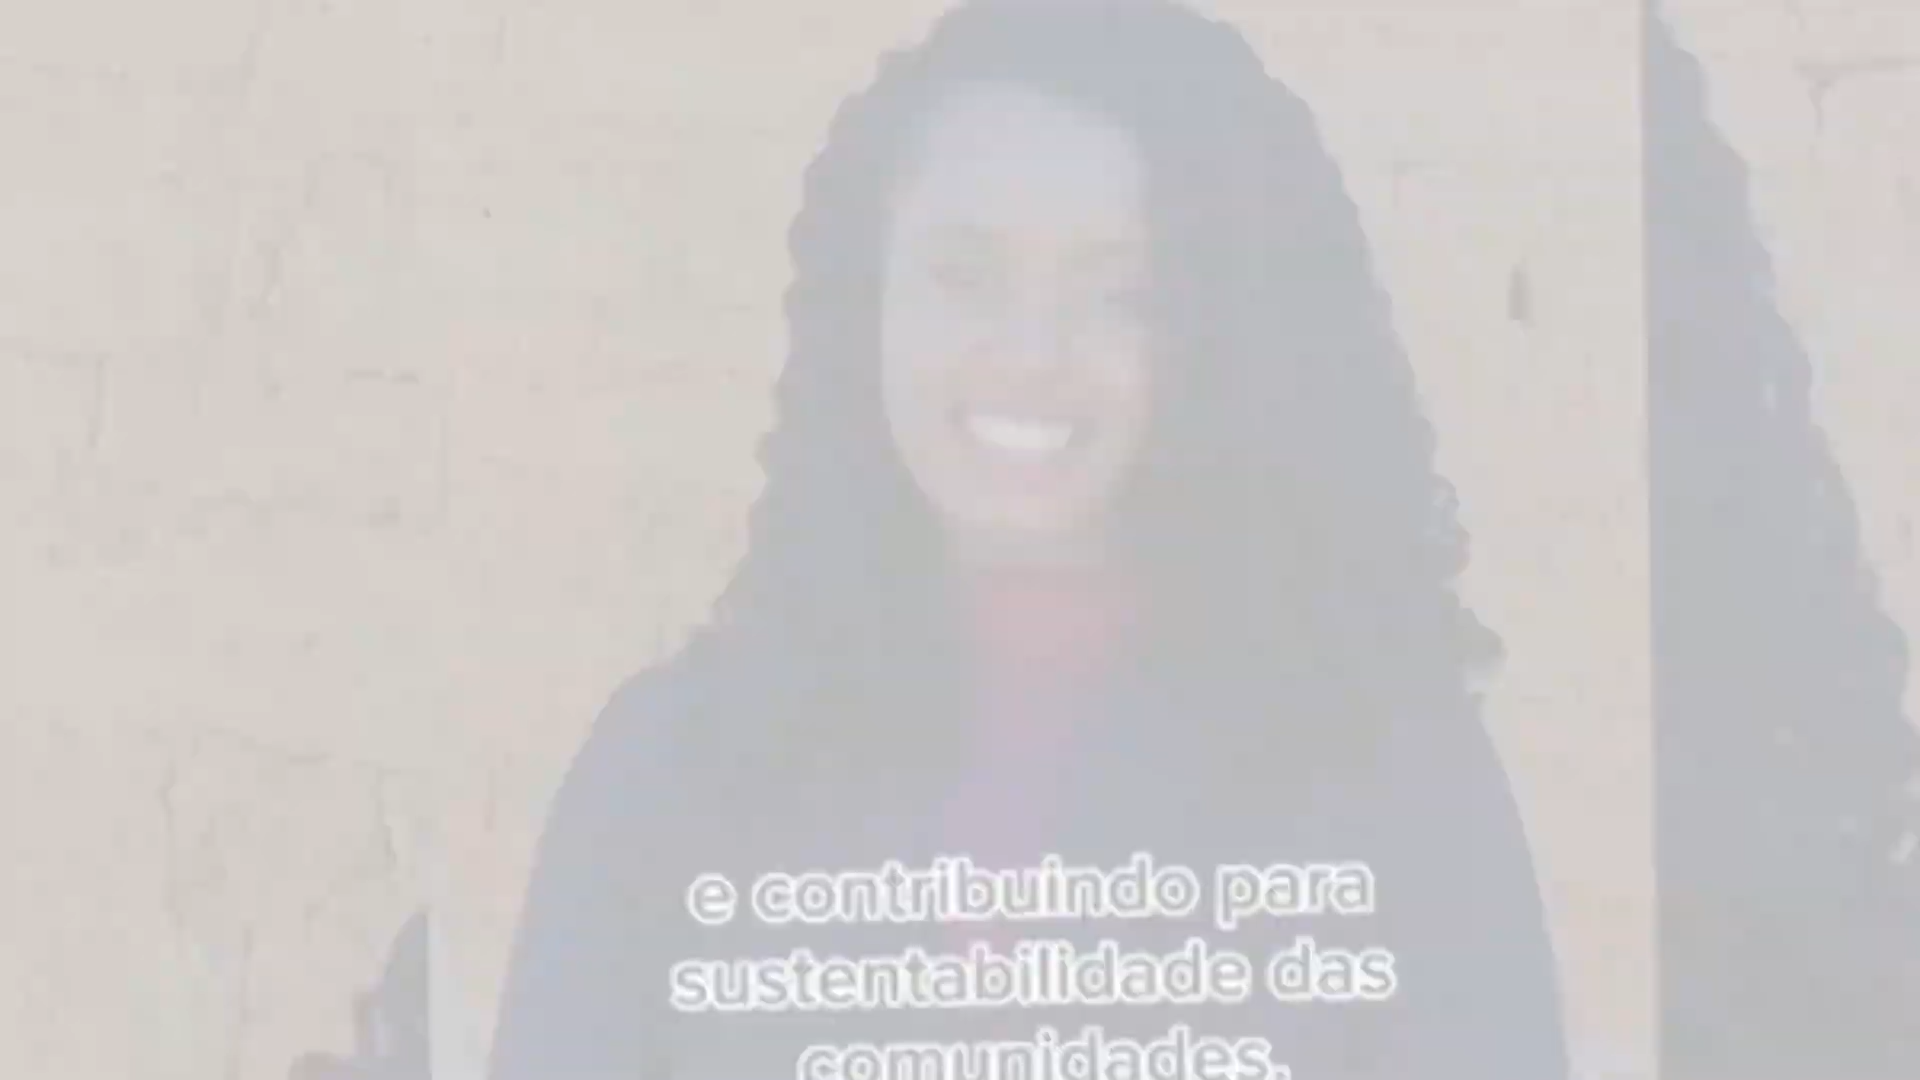 e contribuindo para
sustentabilidade das
comunidades.